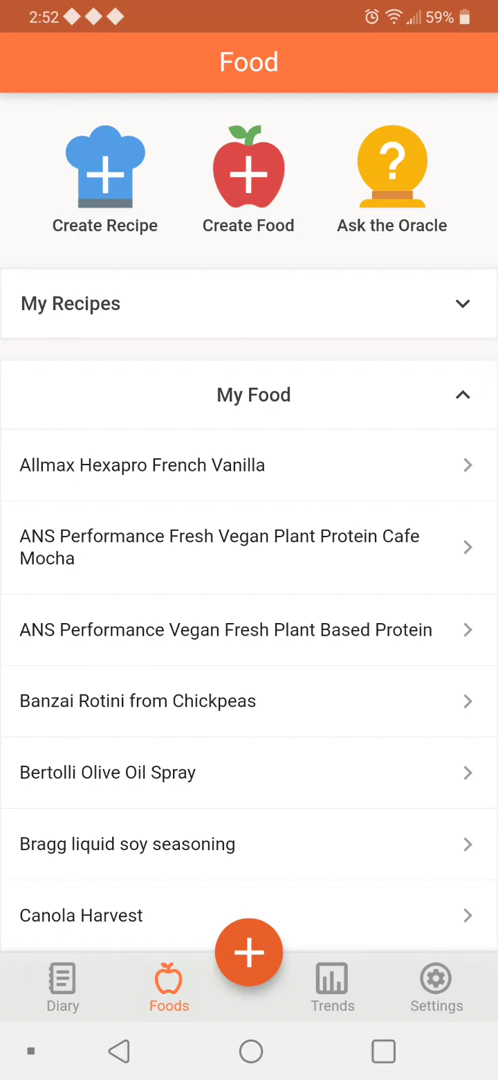 2:52
59%
Food
Create Recipe
Create Food
Ask the Oracle
My Recipes
My Food
Allmax Hexapro French Vanilla
ANS Performance Fresh Vegan Plant Protein Cafe
Mocha
ANS Performance Vegan Fresh Plant Based Protein
Banzai Rotini from Chickpeas
Bertolli Olive Oil Spray
Bragg liquid soy seasoning
Canola Harvest
Diary
Foods
Trends
Settings